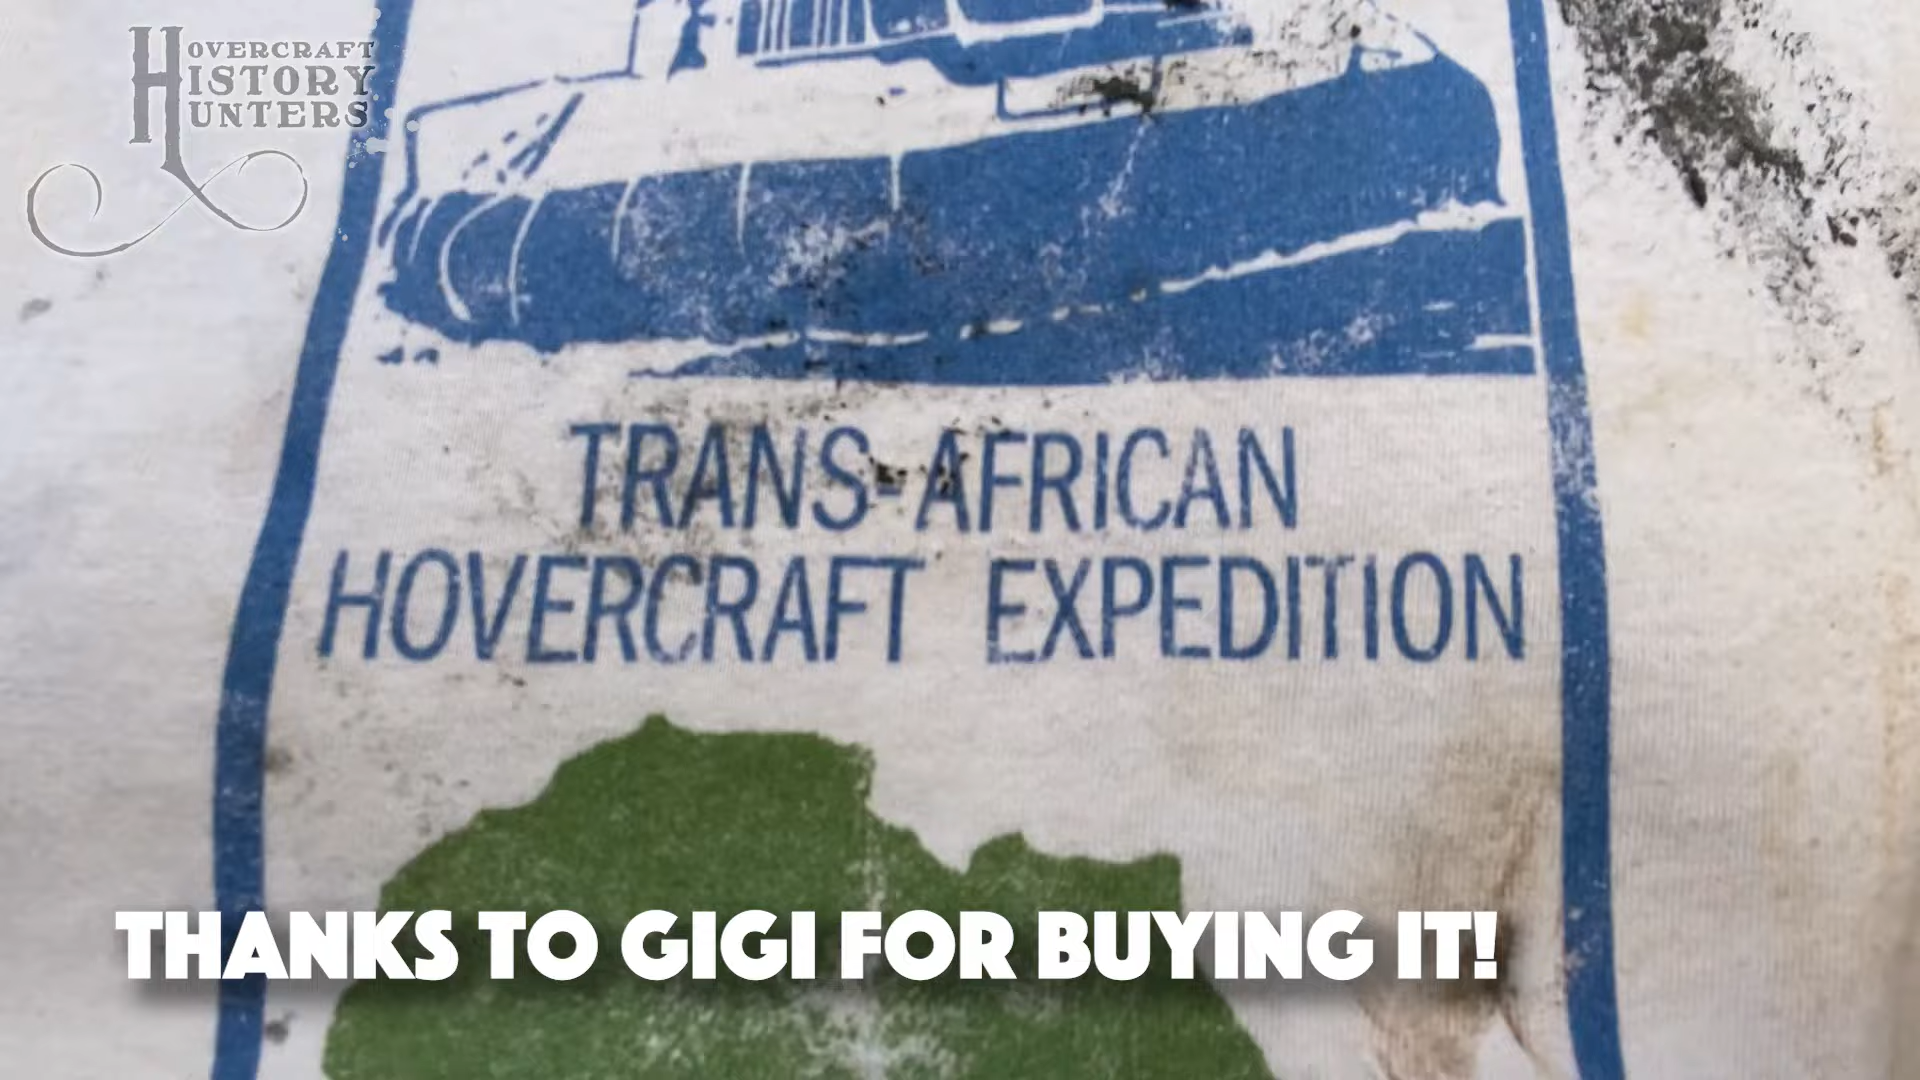 HOVERCRAFT
HISTORY
HUNTERS
TRANS-AFRICAN
HOVERCRAFT EXPEDITION
THANKS TO GIGI FOR BUYING IT!